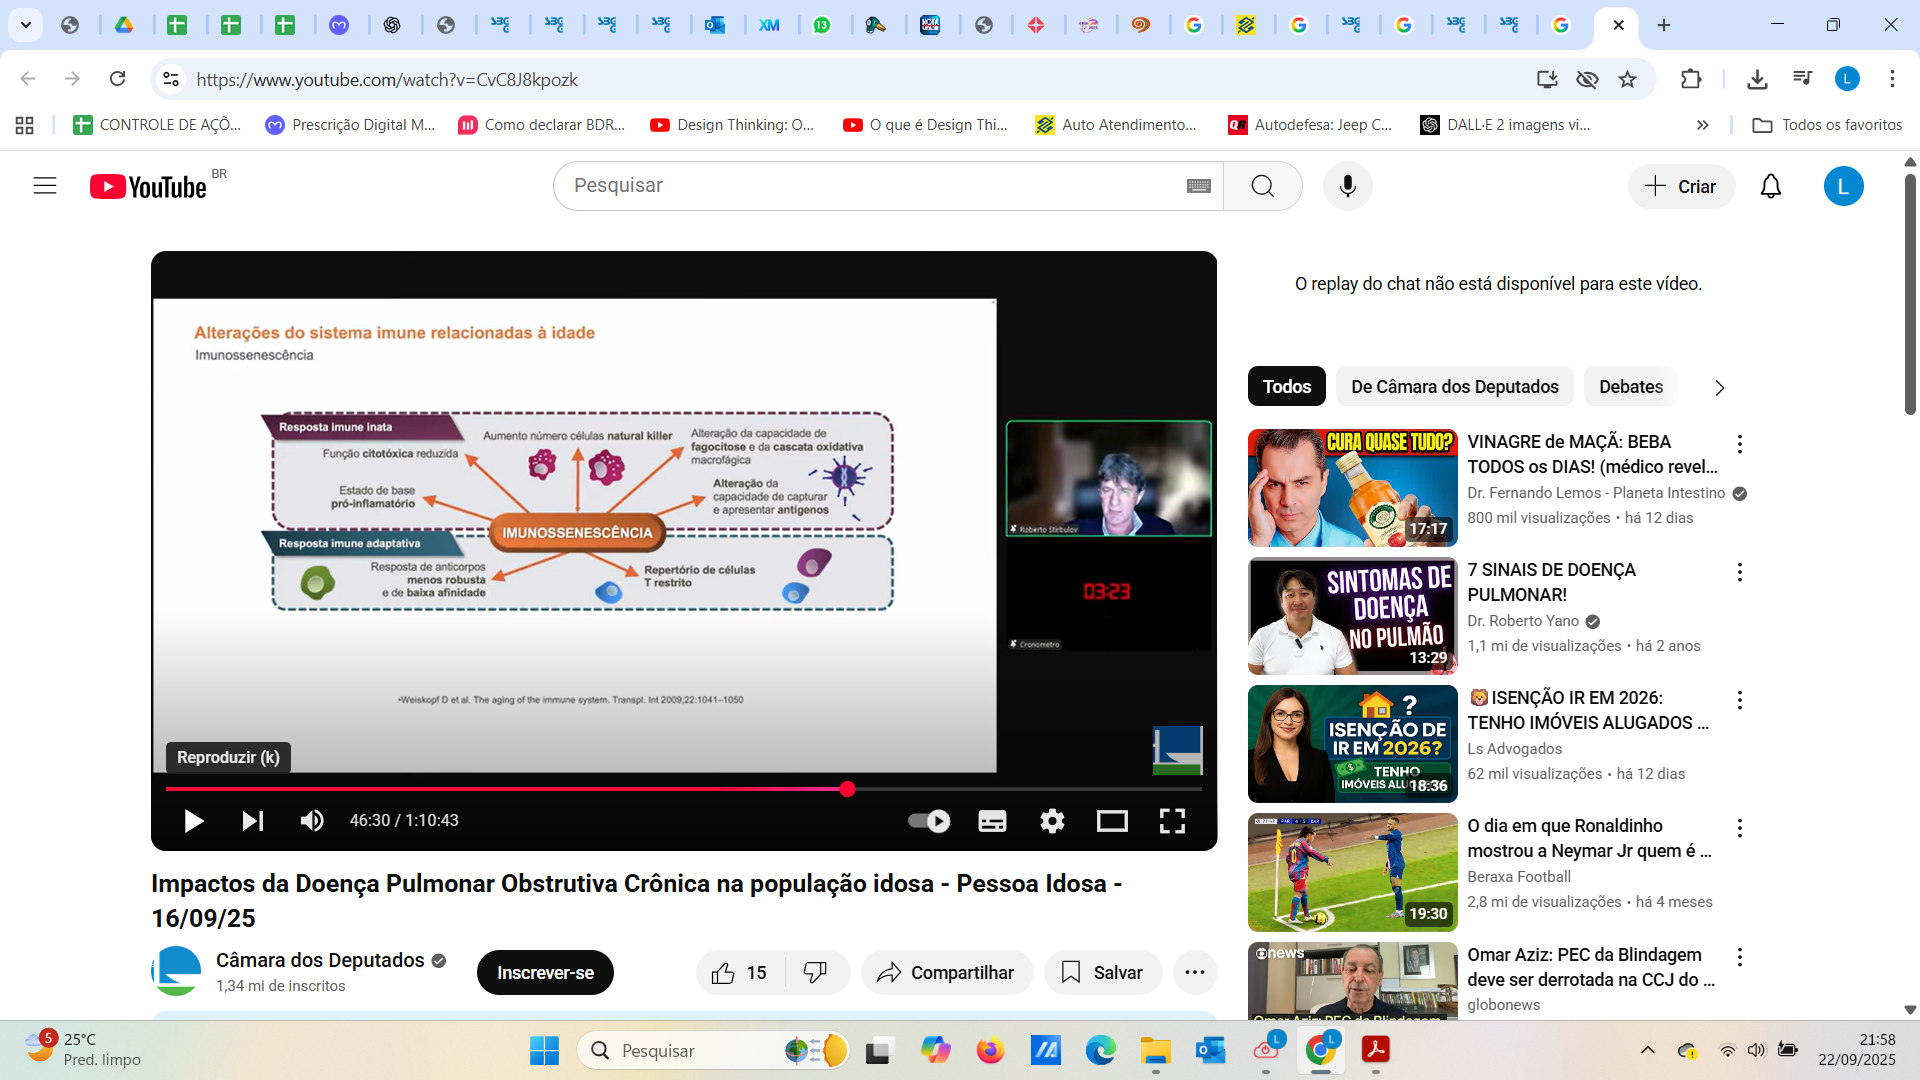 https://www.youtube.com/watch?v=CvC8J8kpozk
CONTROLE DE AÇÕ...
Prescrição Digital M...
Como declarar BDR...
Design Thinking: O...
O que é Design Thi...
Auto Atendimento...
Autodefesa: Jeep C...
DALL·E 2 imagens vi...
Todos os favoritos
YouTube BR
Pesquisar
Criar
L
Alterações do sistema imune relacionadas à idade
Imunossenescência
Resposta imune inata
Função citotóxica reduzida
Aumento número células natural killer
Alteração da capacidade de
fagocitose e da cascata oxidativa
macrofágica
Estado de base
pró-inflamatório
Alteração da
capacidade de capturar
e apresentar antígenos
IMUNOSSENESCÊNCIA
Resposta imune adaptativa
Resposta de anticorpos
menos robusta
e de baixa afinidade
Repertório de células
T restrito
•Weiskopf D et al. The aging of the immune system. Transpl. Int 2009;22:1041–1050
Roberto Stirbulov
03:23
Cronometro
Reproduzir (k)
46:30 / 1:10:43
Impactos da Doença Pulmonar Obstrutiva Crônica na população idosa - Pessoa Idosa -
16/09/25
Câmara dos Deputados
1,34 mi de inscritos
Inscrever-se
15
Compartilhar
Salvar
O replay do chat não está disponível para este vídeo.
Todos
De Câmara dos Deputados
Debates
CURA QUASE TUDO?
17:17
VINAGRE de MAÇÃ: BEBA
TODOS os DIAS! (médico revel...
Dr. Fernando Lemos - Planeta Intestino
800 mil visualizações • há 12 dias
SINTOMAS DE
DOENÇA
NO PULMÃO
13:29
7 SINAIS DE DOENÇA
PULMONAR!
Dr. Roberto Yano
1,1 mi de visualizações • há 2 anos
?
ISENÇÃO DE
IR EM 2026?
TENHO
IMÓVEIS
18:36
🦁ISENÇÃO IR EM 2026:
TENHO IMÓVEIS ALUGADOS ...
Ls Advogados
62 mil visualizações • há 12 dias
19:30
O dia em que Ronaldinho
mostrou a Neymar Jr quem é ...
Beraxa Football
2,8 mi de visualizações • há 4 meses
news
Omar Aziz: PEC da Blindagem
deve ser derrotada na CCJ do ...
globonews
5
25°C
Pred. limpo
Pesquisar
21:58
22/09/2025